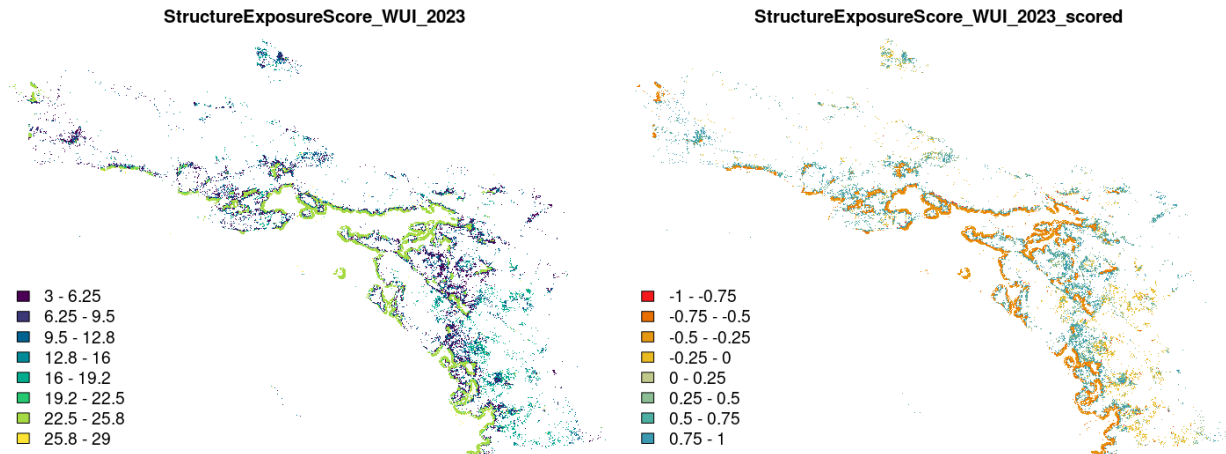 StructureExposureScore_WUI_2023
3 - 6.25
6.25 - 9.5
9.5 - 12.8
12.8 - 16
16 - 19.2
19.2 - 22.5
22.5 - 25.8
25.8 - 29
StructureExposureScore_WUI_2023_scored
-1 - -0.75
-0.75 - -0.5
-0.5 - -0.25
-0.25 - 0
0 - 0.25
0.25 - 0.5
0.5 - 0.75
0.75 - 1